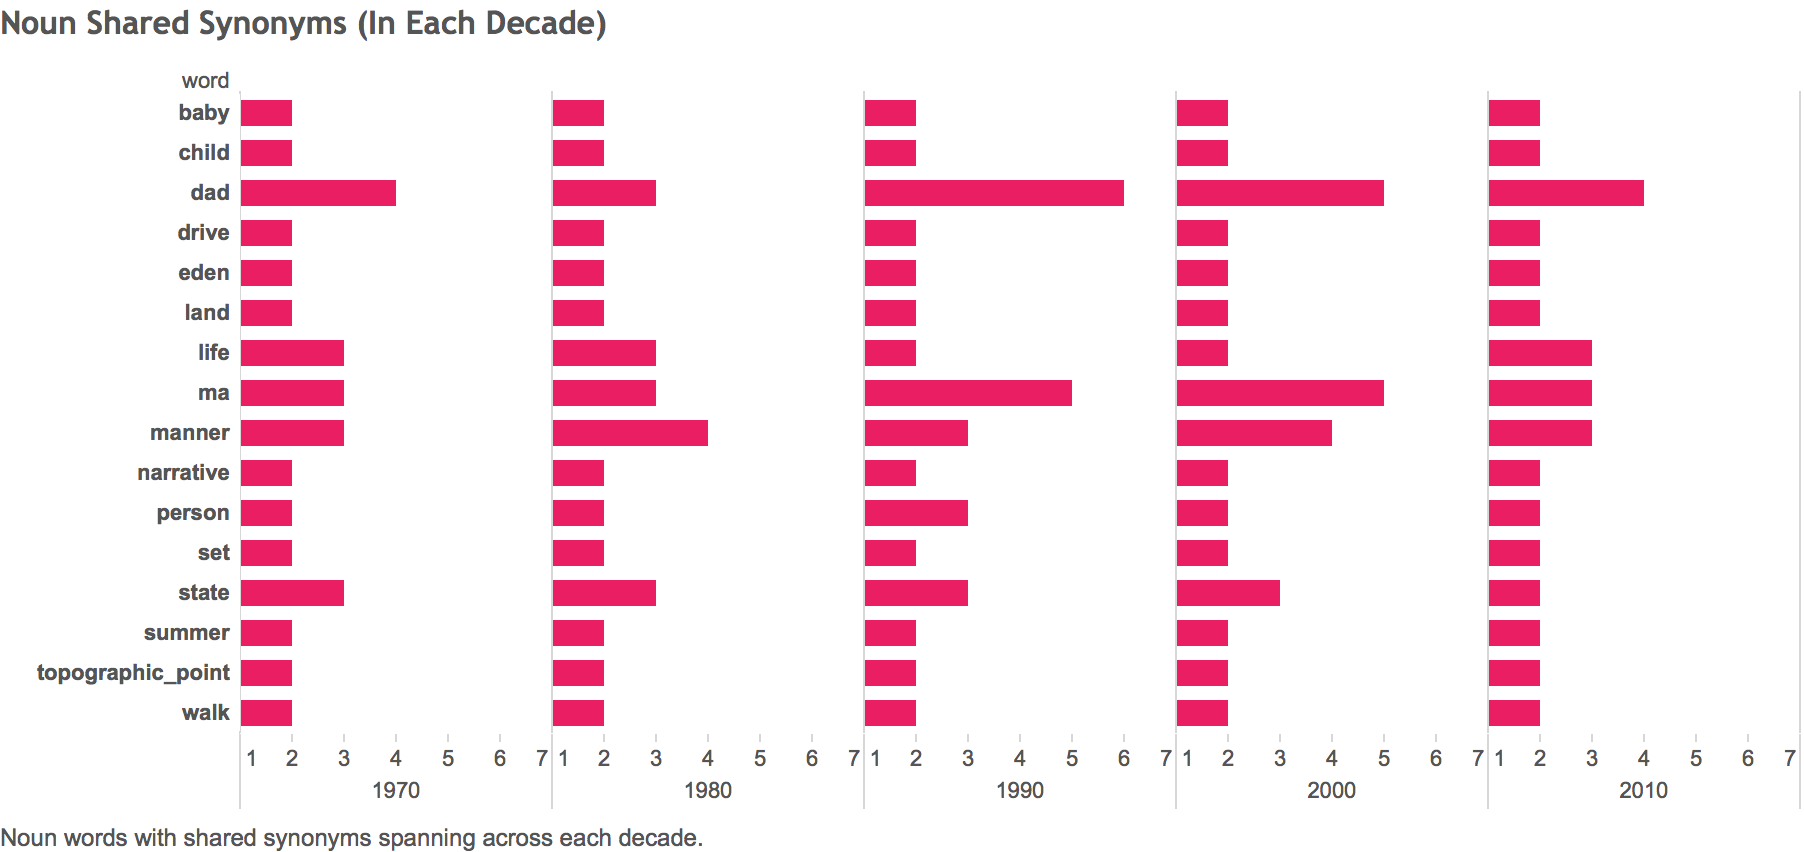 Noun Shared Synonyms (In Each Decade)
word
baby
child
dad
drive
eden
land
life
ma
manner
narrative
person
set
state
summer
topographic_point
walk
1 2 3 4 5 6 7 1 2 3 4 5 6 7 1 2 3 4 5 6 7 1 2 3 4 5 6 7 1 2 3 4 5 6 7
1970 1980 1990 2000 2010
Noun words with shared synonyms spanning across each decade.